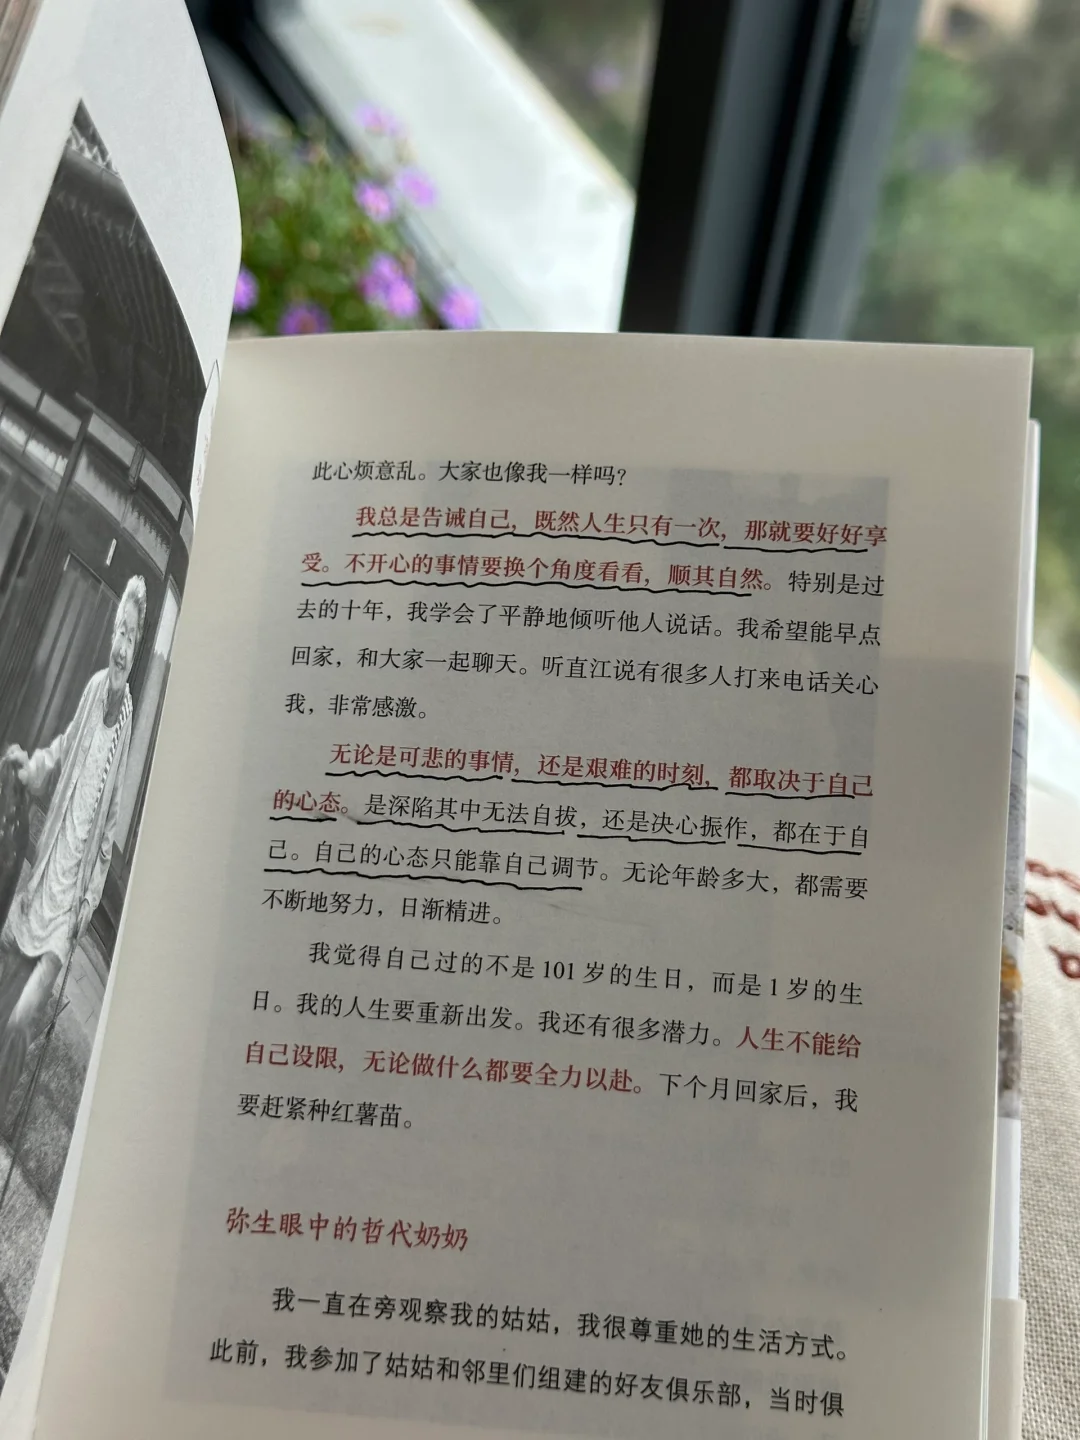 此心烦意乱。大家也像我一样吗？
我总是告诫自己，既然人生只有一次，那就要好好享
受。不开心的事情要换个角度看看，顺其自然。特别是过
去的十年，我学会了平静地倾听他人说话。我希望能早点
回家，和大家一起聊天。听直江说有很多人打来电话关心
我，非常感激。
无论是可悲的事情，还是艰难的时刻，都取决于自己
的心态。是深陷其中无法自拔，还是决心振作，都在于自
己。自己的心态只能靠自己调节。无论年龄多大，都需要
不断地努力，日渐精进。
我觉得自己过的不是101岁的生日，而是1岁的生
日。我的人生要重新出发。我还有很多潜力。人生不能给
自己设限，无论做什么都要全力以赴。下个月回家后，我
要赶紧种红薯苗。
弥生眼中的哲代奶奶
我一直在旁观察我的姑姑，我很尊重她的生活方式。
此前，我参加了姑姑和邻里们组建的好友俱乐部，当时俱